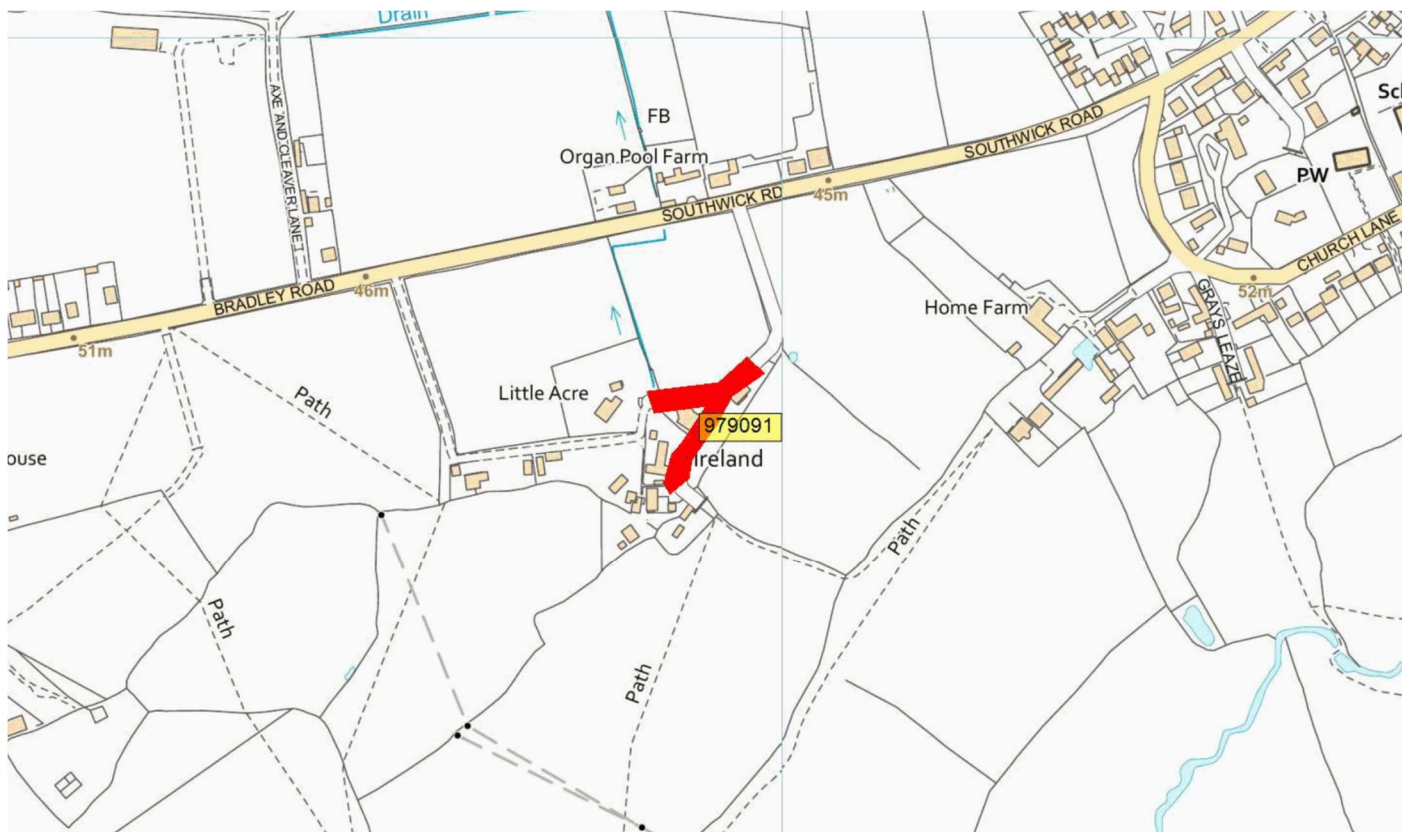 Drain
AXE AND CLEAVER LANE
FB
Organ Pool Farm
SOUTHWICK RD
SOUTHWICK ROAD
45m
PW
CHURCH LANE
52m
GRAYS LEAZE
Home Farm
BRADLEY ROAD
46m
51m
Path
Little Acre
979091
Ireland
ouse
Path
Path
Path